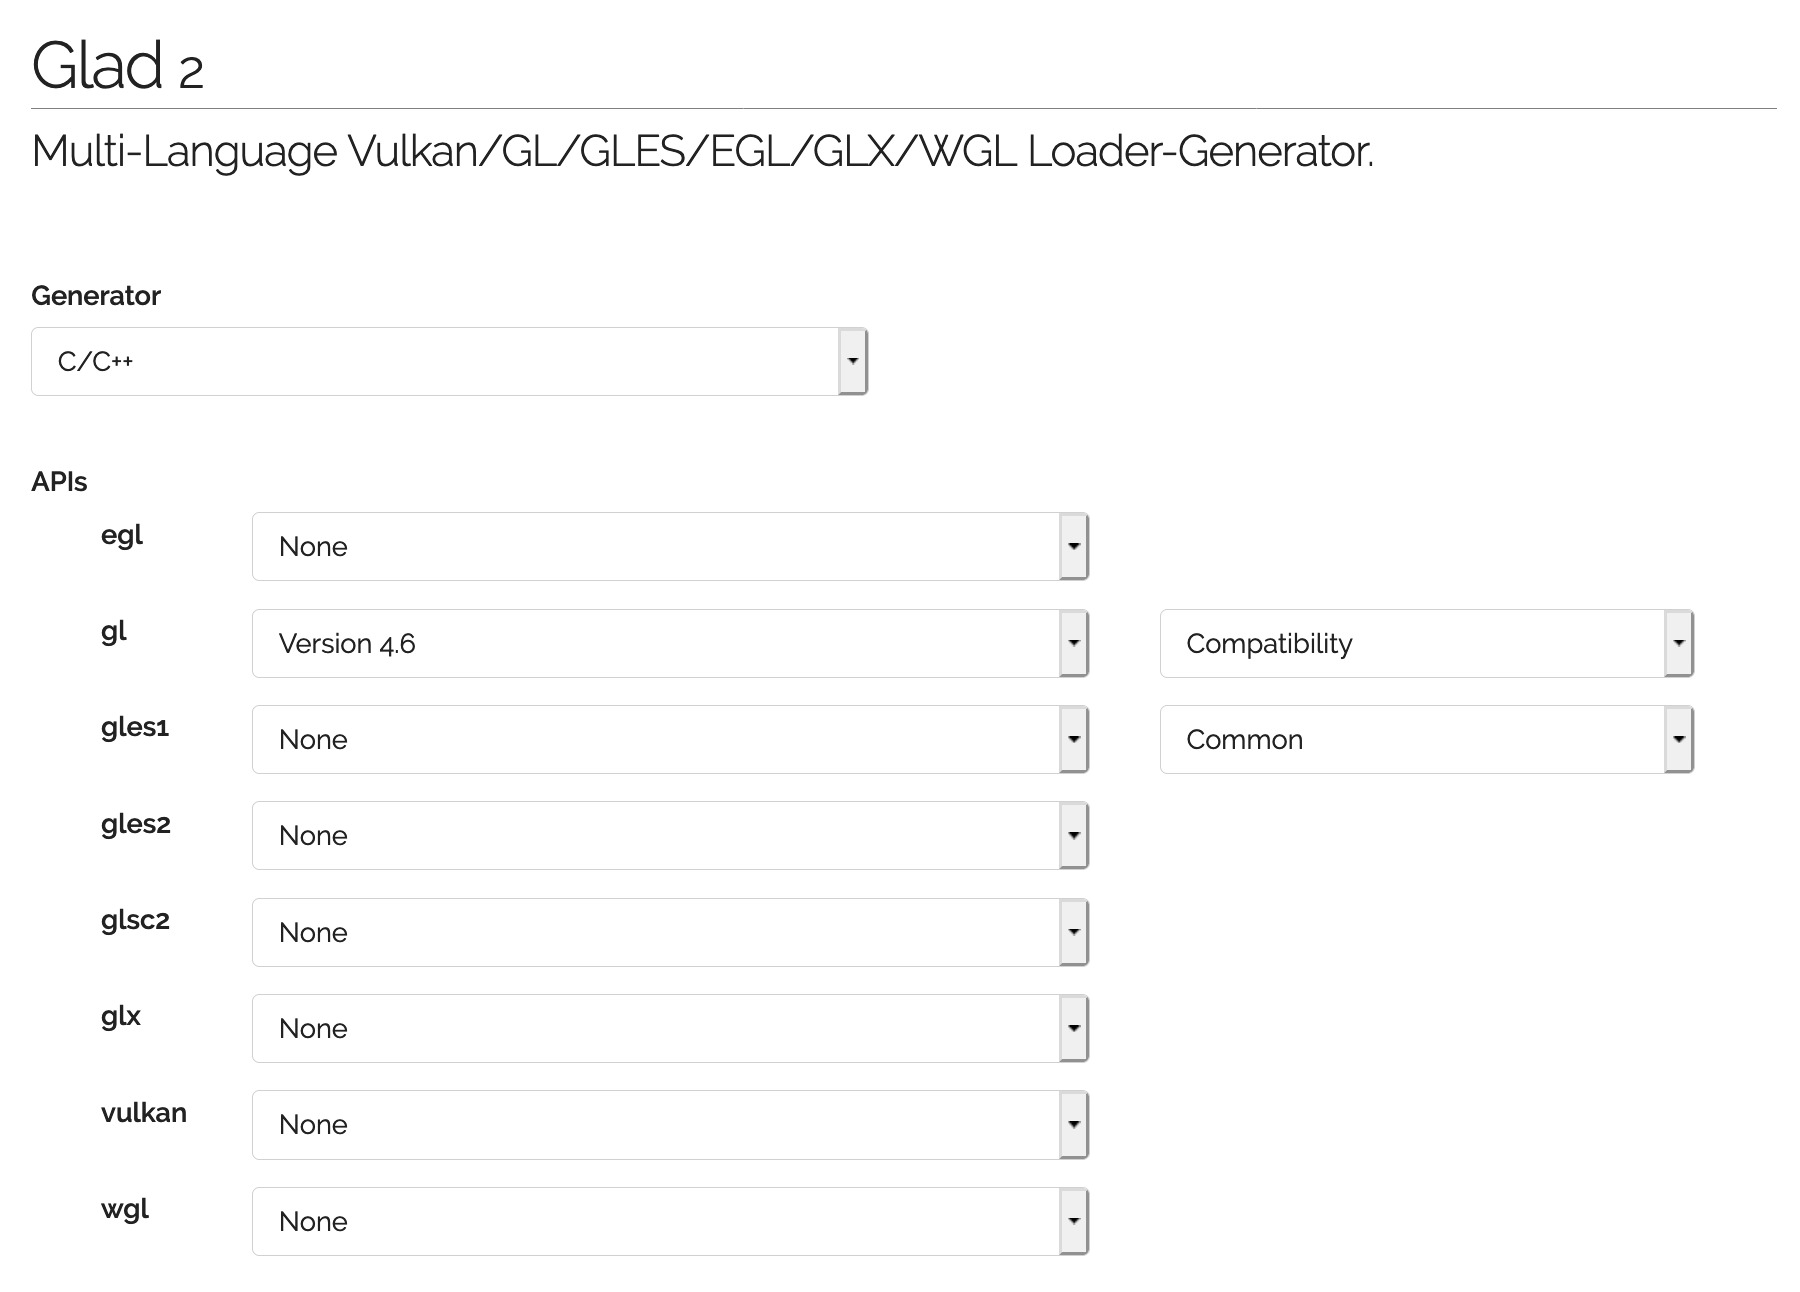 Glad 2
Multi-Language Vulkan/GL/GLES/EGL/GLX/WGL Loader-Generator.
Generator
C/C++
APIs
egl None
gl Version 4.6 Compatibility
gles1 None Common
gles2 None
glsc2 None
glx None
vulkan None
wgl None